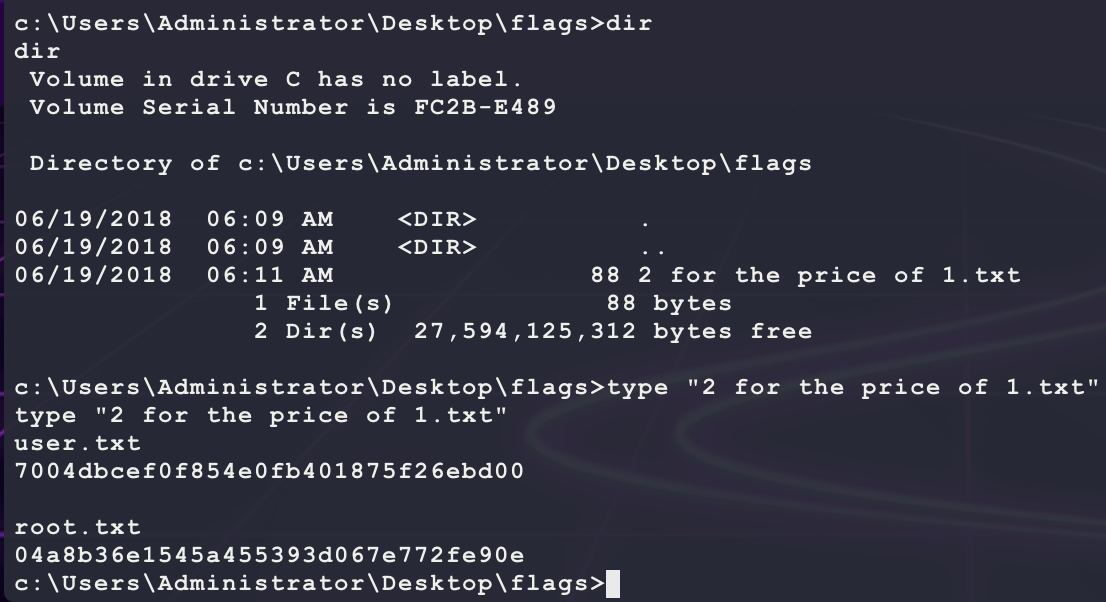 c:\Users\Administrator\Desktop\flags>dir
dir
 Volume in drive C has no label.
 Volume Serial Number is FC2B-E489

 Directory of c:\Users\Administrator\Desktop\flags

06/19/2018  06:09 AM    <DIR>          .
06/19/2018  06:09 AM    <DIR>          ..
06/19/2018  06:11 AM                88 2 for the price of 1.txt
               1 File(s)             88 bytes
               2 Dir(s)  27,594,125,312 bytes free

c:\Users\Administrator\Desktop\flags>type "2 for the price of 1.txt"
type "2 for the price of 1.txt"
user.txt
7004dbcef0f854e0fb401875f26ebd00

root.txt
04a8b36e1545a455393d067e772fe90e
c:\Users\Administrator\Desktop\flags>